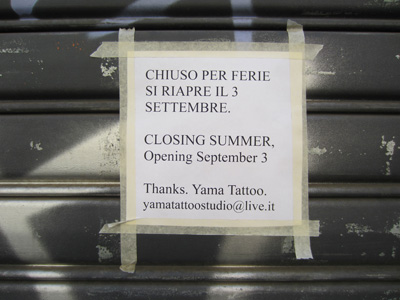 CHIUSO PER FERIE
SI RIAPRE IL 3
SETTEMBRE.
CLOSING SUMMER,
Opening September 3
Thanks. Yama Tattoo.
yamatattoostudio@live.it